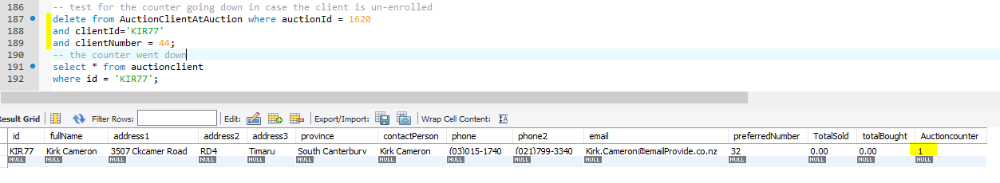 186 -- test for the counter going down in case the client is un-enrolled
187 delete from AuctionClientAtAuction where auctionId = 1620
188 and clientId='KIR77'
189 and clientNumber = 44;
190 -- the counter went down
191 select * from auctionclient
192 where id = 'KIR77';
Result Grid Filter Rows: Edit: Export/Import: Wrap Cell Content: IA
id fullName address1 address2 address3 province contactPerson phone phone2 email preferredNumber TotalSold totalBought Auctioncounter
KIR77 Kirk Cameron 3507 Ckcamer Road RD4 Timaru South Canterbury Kirk Cameron (03)015-1740 (021)799-3340 Kirk.Cameron@emailProvide.co.nz 32 0.00 0.00 1
NULL NULL NULL NULL NULL NULL NULL NULL NULL NULL NULL NULL NULL NULL